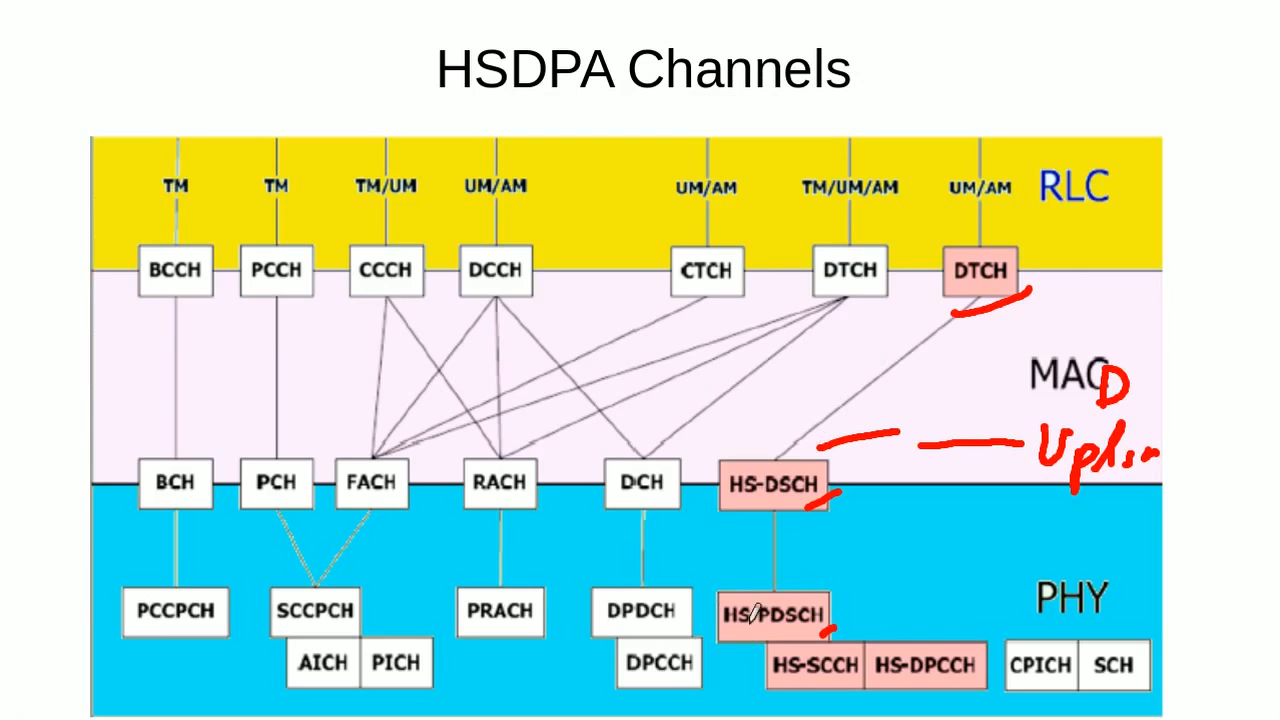 HSDPA Channels
TM TM TM/UM UM/AM UM/AM TM/UM/AM UM/AM RLC
BCCH PCCH CCCH DCCH CTCH DTCH DTCH
MAC
D
BCH PCH FACH RACH DCH HS-DSCH
PHY
PCCPCH SCCPCH PRACH DPDCH HS-PDSCH
AICH PICH DPCCH HS-SCCH HS-DPCCH CPICH SCH